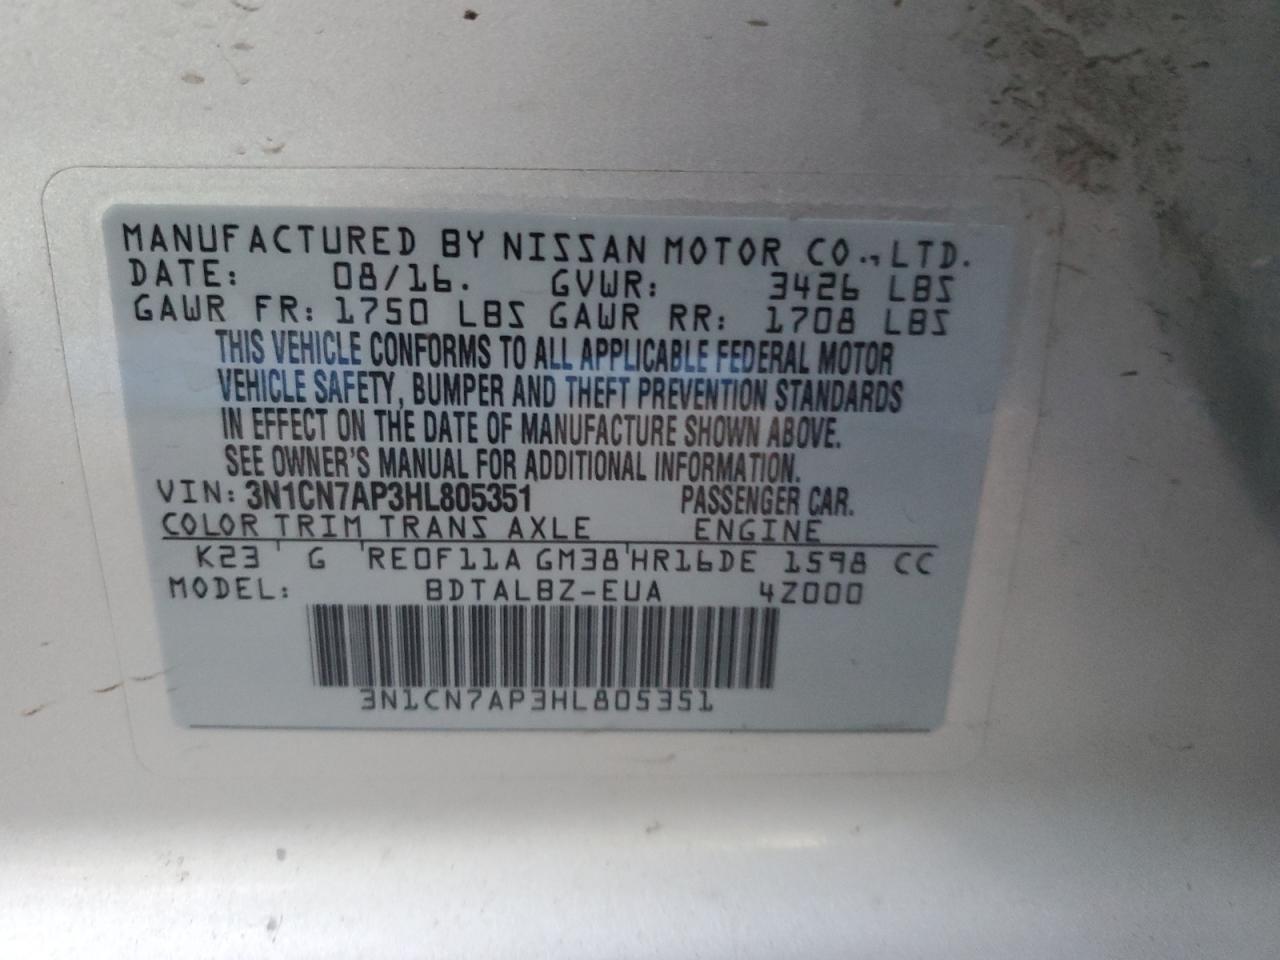 MANUFACTURED BY NISSAN MOTOR CO., LTD.
DATE: 08/16. GVWR: 3426 LBS
GAWR FR: 1750 LBS GAWR RR: 1708 LBS
THIS VEHICLE CONFORMS TO ALL APPLICABLE FEDERAL MOTOR
VEHICLE SAFETY, BUMPER AND THEFT PREVENTION STANDARDS
IN EFFECT ON THE DATE OF MANUFACTURE SHOWN ABOVE.
SEE OWNER'S MANUAL FOR ADDITIONAL INFORMATION.
VIN: 3N1CN7AP3HL805351 PASSENGER CAR.
COLOR TRIM TRANS AXLE ENGINE
K23 G RE0F11A GM38 HR16DE 1598 CC
MODEL: BDTALBZ-EUA 4Z000
3N1CN7AP3HL805351